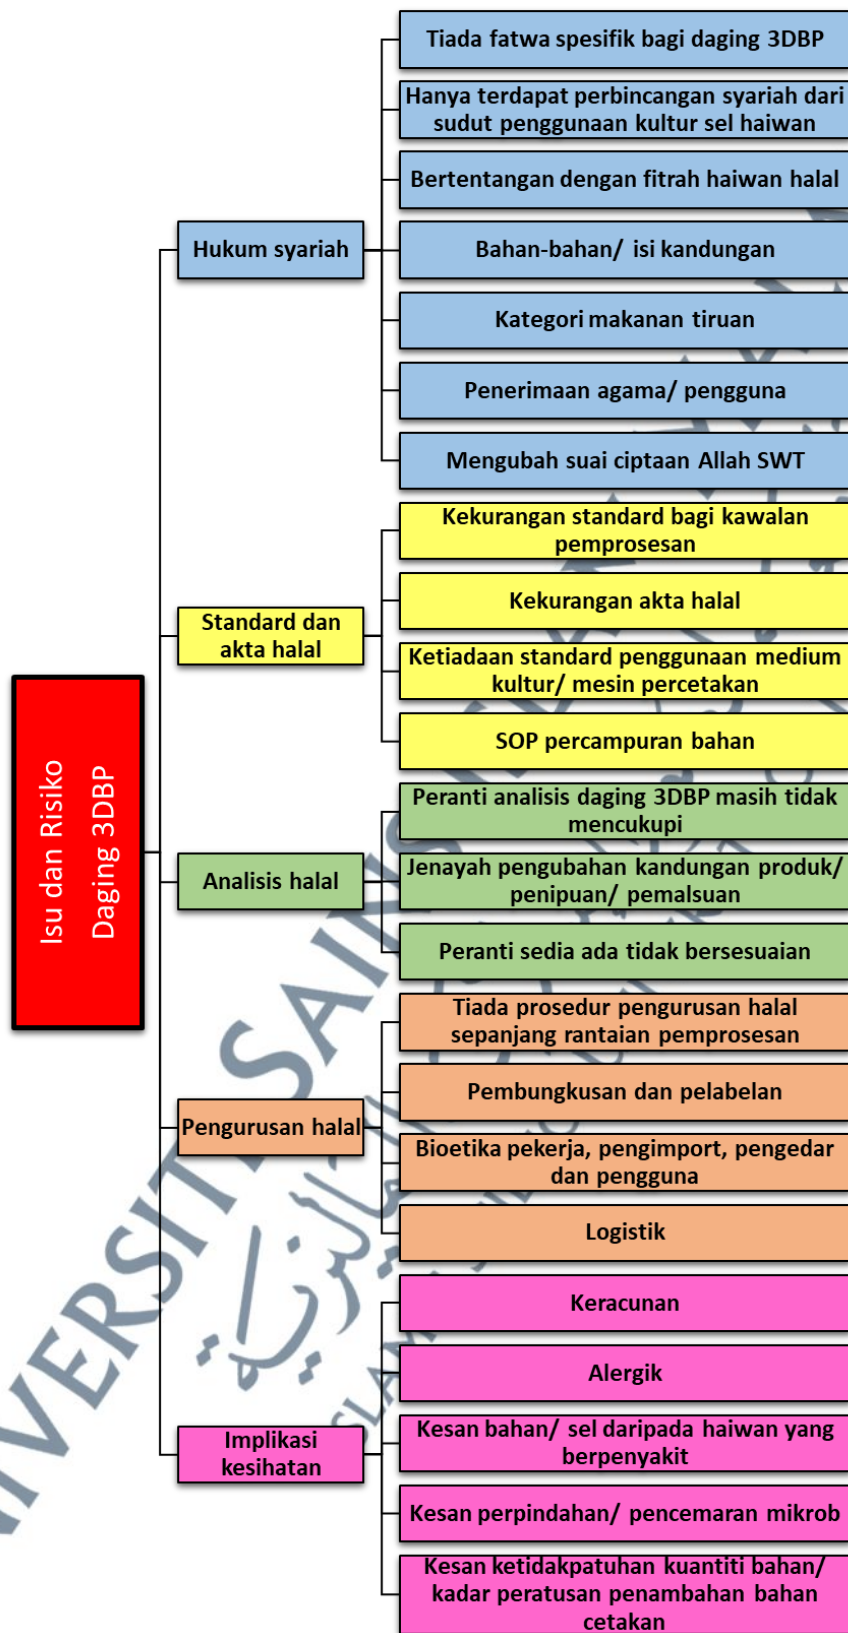 Isu dan Risiko
Daging 3DBP
Hukum syariah
Tiada fatwa spesifik bagi daging 3DBP
Hanya terdapat perbincangan syariah dari
sudut penggunaan kultur sel haiwan
Bertentangan dengan fitrah haiwan halal
Bahan-bahan/ isi kandungan
Kategori makanan tiruan
Penerimaan agama/ pengguna
Mengubah suai ciptaan Allah SWT
Standard dan
akta halal
Kekurangan standard bagi kawalan
pemprosesan
Kekurangan akta halal
Ketiadaan standard penggunaan medium
kultur/ mesin percetakan
SOP percampuran bahan
Analisis halal
Peranti analisis daging 3DBP masih tidak
mencukupi
Jenayah pengubahan kandungan produk/
penipuan/ pemalsuan
Peranti sedia ada tidak bersesuaian
Pengurusan halal
Tiada prosedur pengurusan halal
sepanjang rantaian pemprosesan
Pembungkusan dan pelabelan
Bioetika pekerja, pengimport, pengedar
dan pengguna
Logistik
Implikasi
kesihatan
Keracunan
Alergik
Kesan bahan/ sel daripada haiwan yang
berpenyakit
Kesan perpindahan/ pencemaran mikrob
Kesan ketidakpatuhan kuantiti bahan/
kadar peratusan penambahan bahan
cetakan